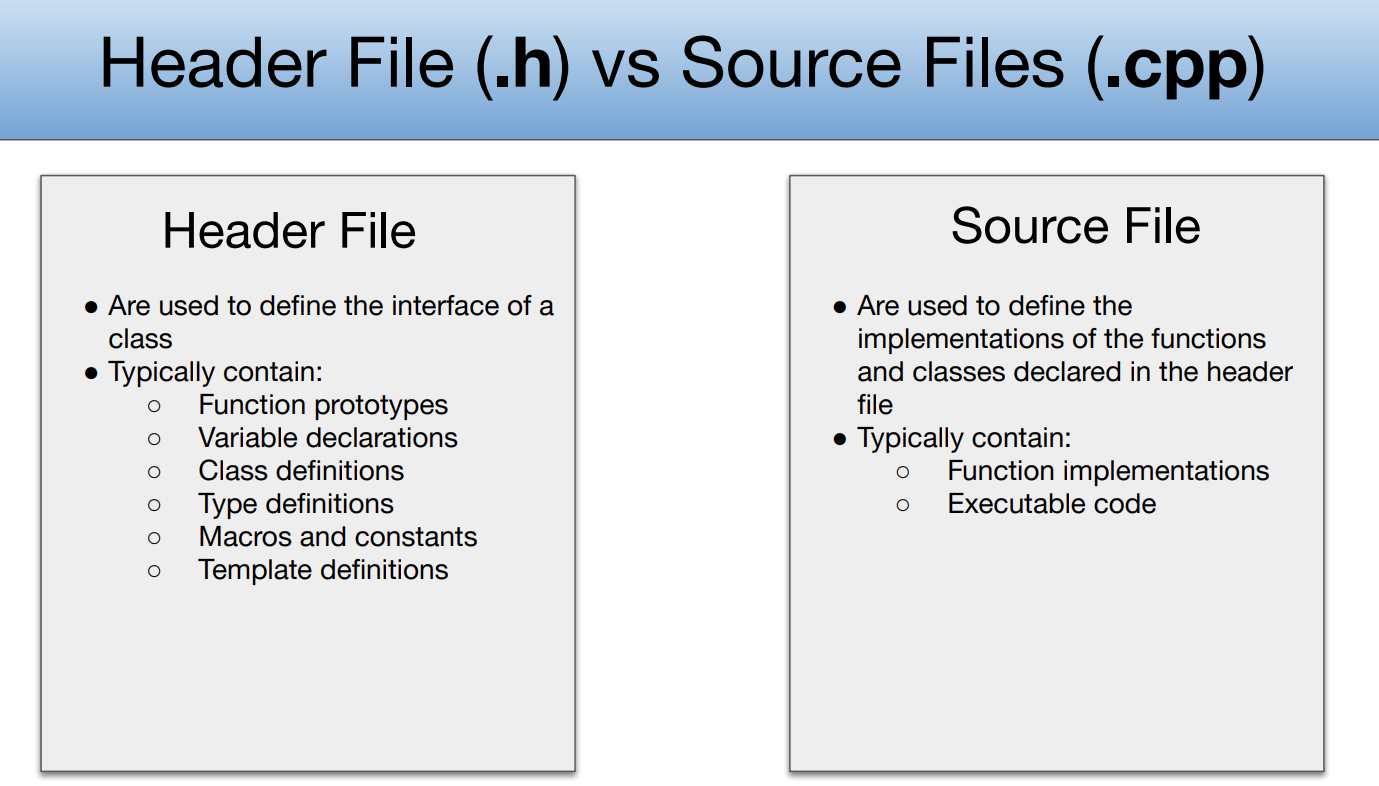 Header File (.h) vs Source Files (.cpp)
Header File
● Are used to define the interface of a
class
● Typically contain:
○ Function prototypes
○ Variable declarations
○ Class definitions
○ Type definitions
○ Macros and constants
○ Template definitions
Source File
● Are used to define the
implementations of the functions
and classes declared in the header
file
● Typically contain:
○ Function implementations
○ Executable code